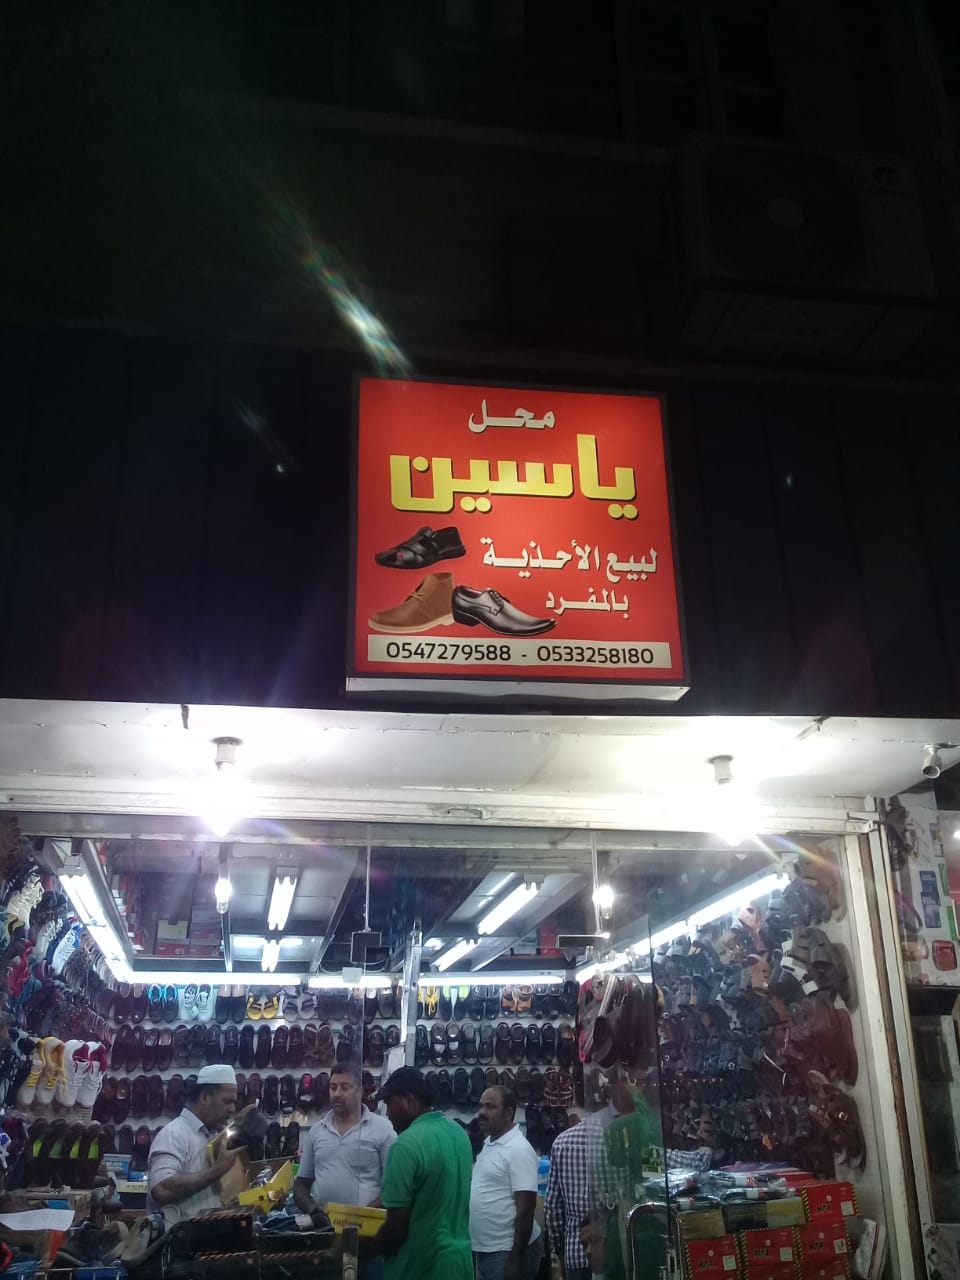 محل
ياسين
لبيع الأحذية
بالمفرد
0547279588 - 0533258180